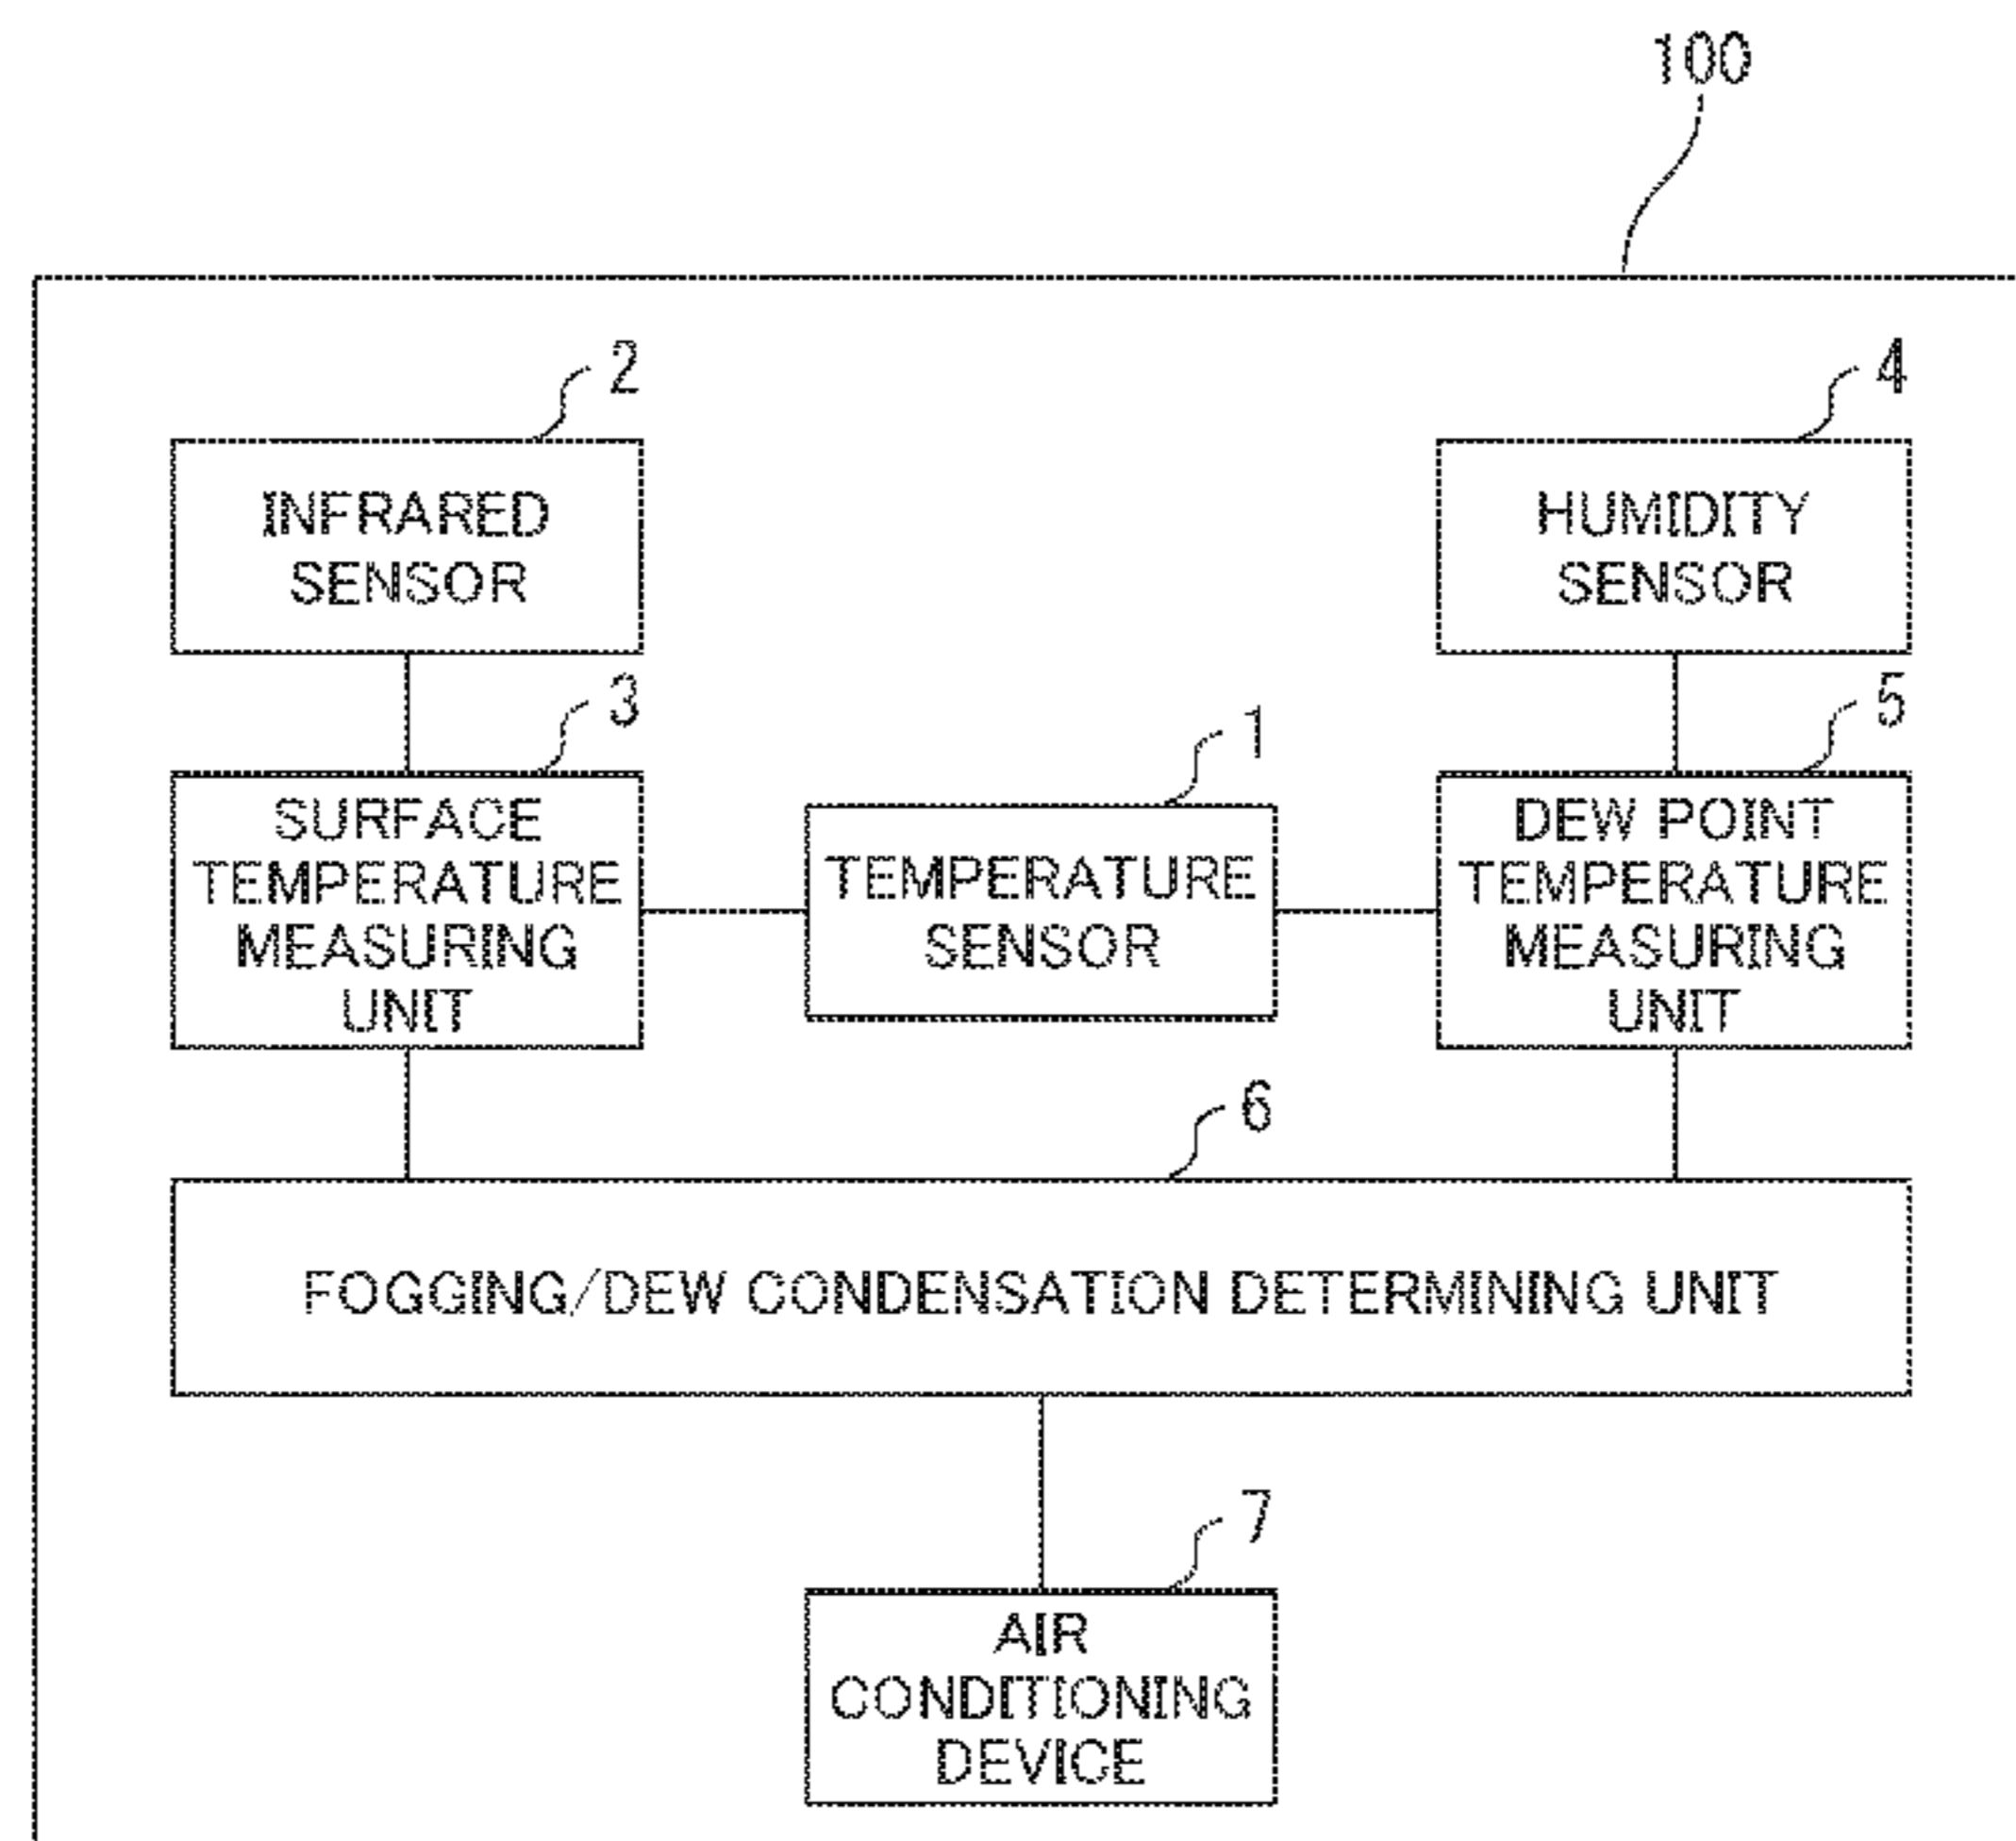 100
2
4
INFRARED
SENSOR
HUMIDITY
SENSOR
3
1
5
SURFACE
TEMPERATURE
MEASURING
UNIT
TEMPERATURE
SENSOR
DEW POINT
TEMPERATURE
MEASURING
UNIT
6
FOGGING/DEW CONDENSATION DETERMINING UNIT
7
AIR
CONDITIONING
DEVICE